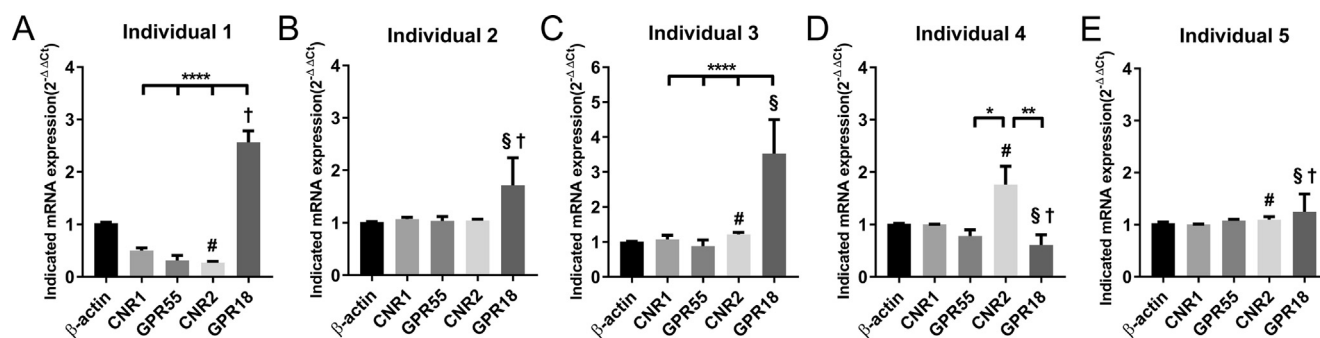 A
Individual 1
Indicated mRNA expression(2^-ΔΔCt)
4
3
2
1
0
****
#
†
β-actin
CNR1
GPR55
CNR2
GPR18
B
Individual 2
Indicated mRNA expression(2^-ΔΔCt)
4
3
2
1
0
§ †
β-actin
CNR1
GPR55
CNR2
GPR18
C
Individual 3
Indicated mRNA expression(2^-ΔΔCt)
6
5
4
3
2
1
0
****
#
§
β-actin
CNR1
GPR55
CNR2
GPR18
D
Individual 4
Indicated mRNA expression(2^-ΔΔCt)
4
3
2
1
0
*
**
#
§ †
β-actin
CNR1
GPR55
CNR2
GPR18
E
Individual 5
Indicated mRNA expression(2^-ΔΔCt)
4
3
2
1
0
#
§ †
β-actin
CNR1
GPR55
CNR2
GPR18